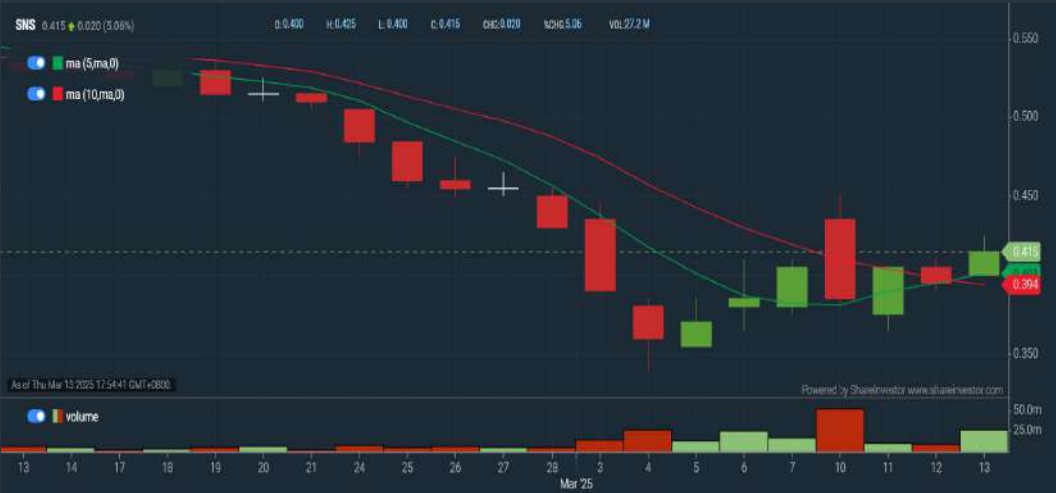 SNS 0.415 0.020 (5.06%) O:0.400 H:0.425 L:0.400 C:0.415 CHG:0.020 %CHG:5.06 VOL:27.2 M
0.550
ma (5,ma,0)
ma (10,ma,0)
0.500
0.450
0.415
0.401
0.394
0.350
As of Thu Mar 13 2025 17:54:41 GMT+0800.
Powered by ShareInvestor www.shareinvestor.com
volume
50.0m
25.0m
13 14 17 18 19 20 21 24 25 26 27 28 3 4 5 6 7 10 11 12 13
Mar '25